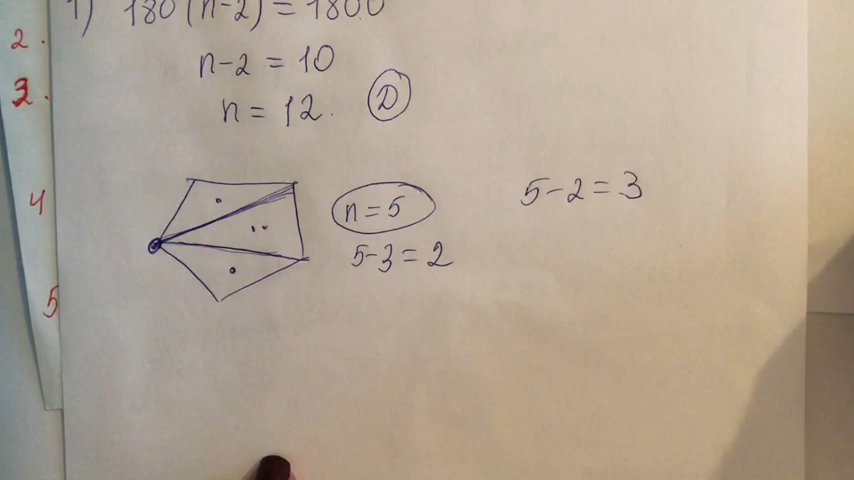 1) 180(n-2) = 1800
n-2 = 10
n = 12. D
n=5
5-3=2
5-2=3
2.
3.
4
5